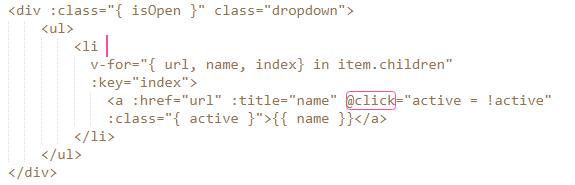 <div :class="{ isOpen }" class="dropdown">
<ul>
<li
v-for="{ url, name, index} in item.children"
:key="index">
<a :href="url" :title="name" @click="active = !active"
:class="{ active }">{{ name }}</a>
</li>
</ul>
</div>